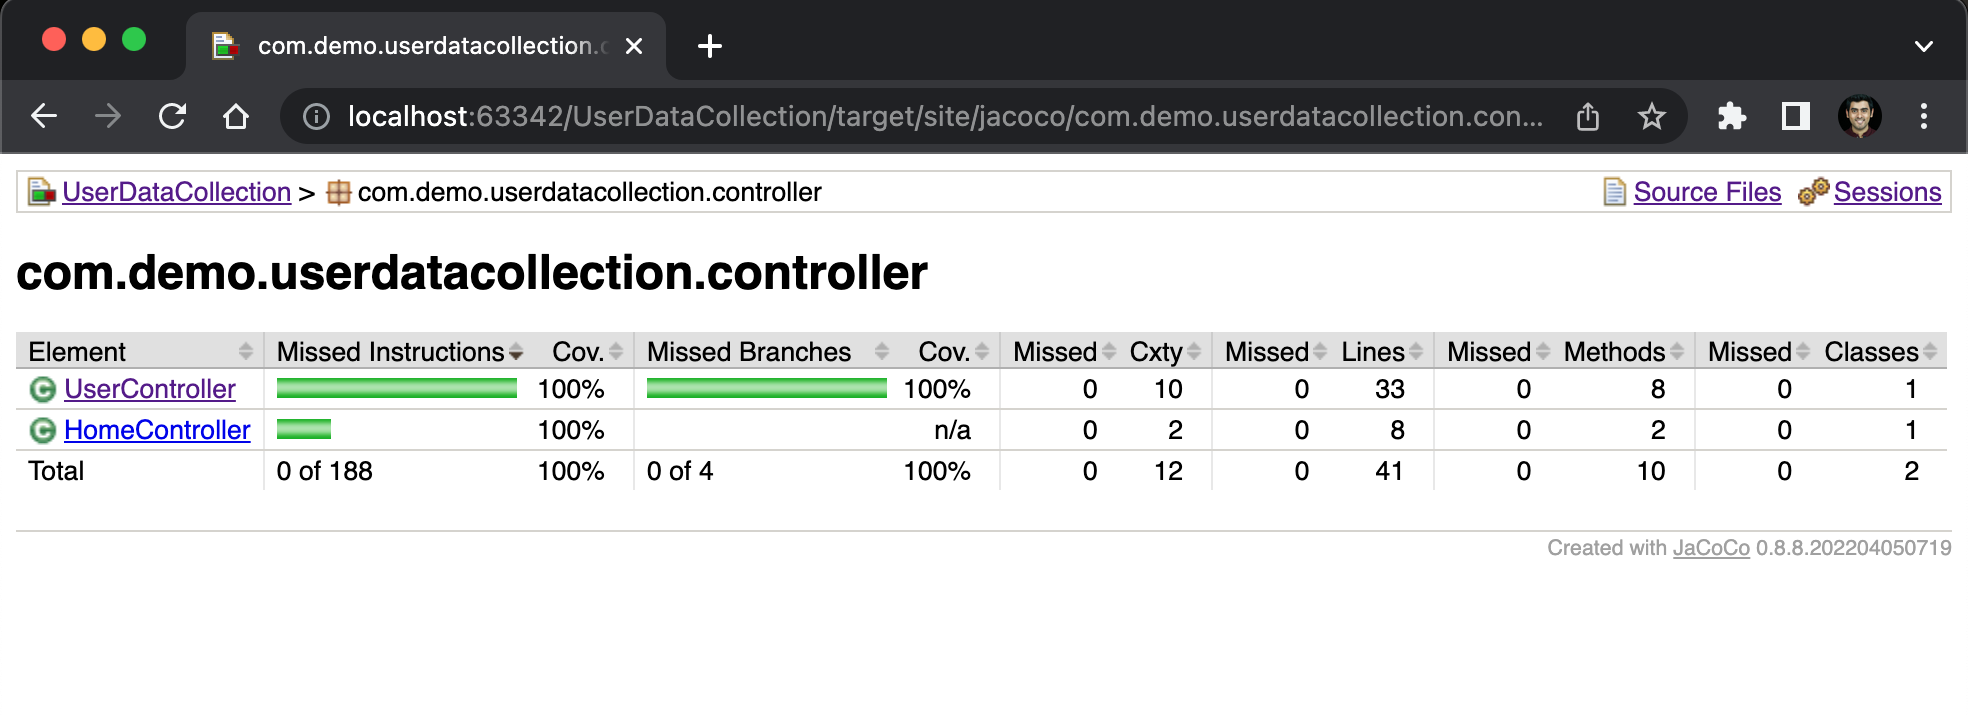 com.demo.userdatacollection.c
localhost:63342/UserDataCollection/target/site/jacoco/com.demo.userdatacollection.con...
UserDataCollection > com.demo.userdatacollection.controller Source Files Sessions
com.demo.userdatacollection.controller
Element Missed Instructions Cov. Missed Branches Cov. Missed Cxty Missed Lines Missed Methods Missed Classes
UserController 100% 100% 0 10 0 33 0 8 0 1
HomeController 100% n/a 0 2 0 8 0 2 0 1
Total 0 of 188 100% 0 of 4 100% 0 12 0 41 0 10 0 2
Created with JaCoCo 0.8.8.202204050719